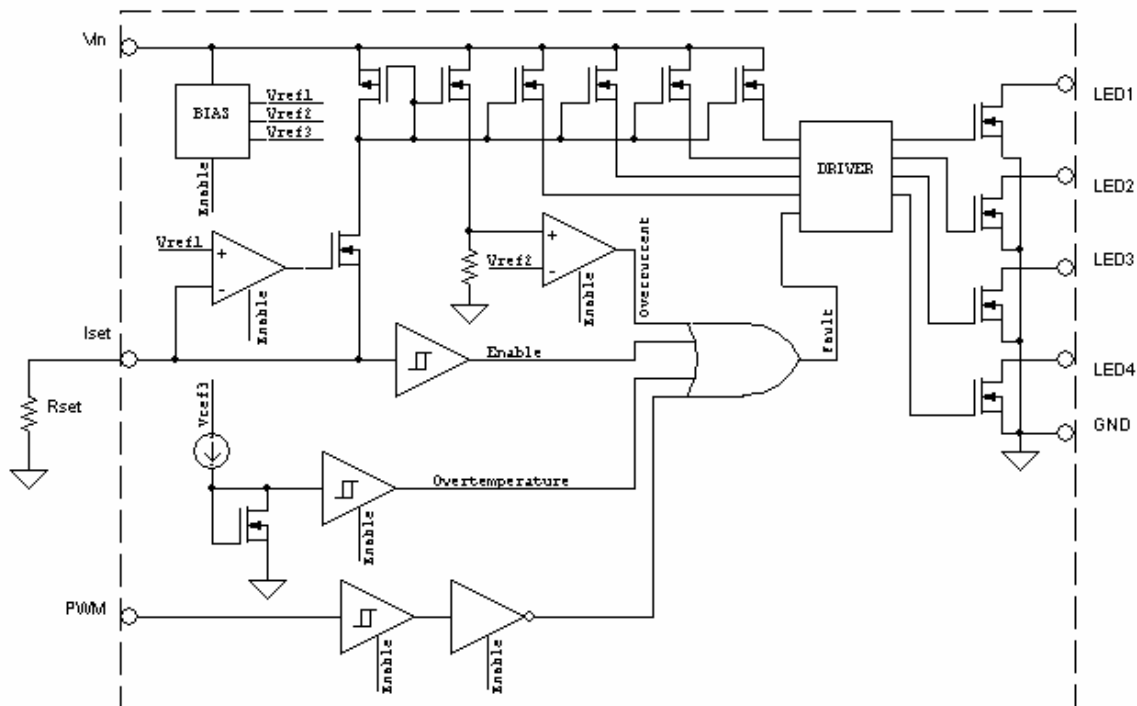 Vin
LED1
Vref1
BIAS
Vref2
Vref3
Enable
DRIVER
LED2
Vref1
Vref2
Enable
Enable
Overcurrent
LED3
Iset
Enable
fault
LED4
Rset
Vref3
GND
Overtemperature
Enable
PWM
Enable
Enable